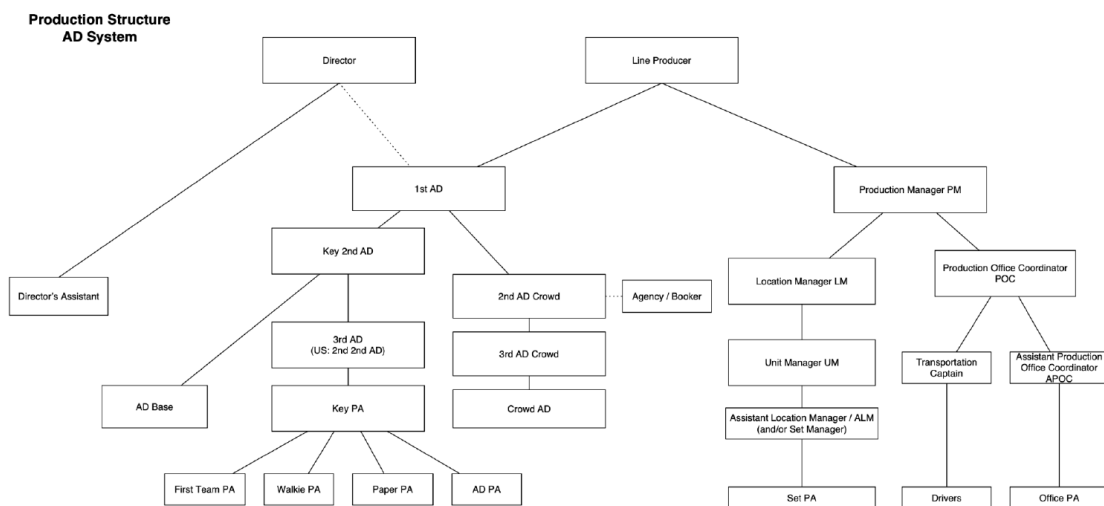 Production Structure
AD System
Director
Line Producer
1st AD
Production Manager PM
Key 2nd AD
Director's Assistant
2nd AD Crowd
Agency / Booker
Location Manager LM
Production Office Coordinator
POC
3rd AD
(US: 2nd 2nd AD)
3rd AD Crowd
Unit Manager UM
Transportation
Captain
Assistant Production
Office Coordinator
APOC
AD Base
Key PA
Crowd AD
Assistant Location Manager / ALM
(and/or Set Manager)
First Team PA
Walkie PA
Paper PA
AD PA
Set PA
Drivers
Office PA